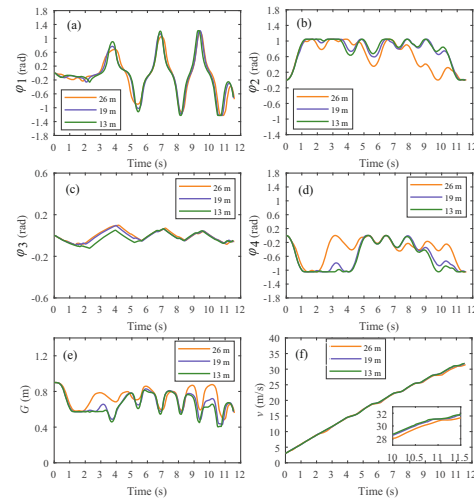 (a)
φ1 (rad)
1.8
1.4
1
0.6
0.2
-0.2
-0.6
-1
-1.4
-1.8
26 m
19 m
13 m
0 1 2 3 4 5 6 7 8 9 10 11 12
Time (s)
(b)
φ2 (rad)
1.4
1
0.6
0.2
-0.2
-0.6
-1
-1.4
26 m
19 m
13 m
0 1 2 3 4 5 6 7 8 9 10 11 12
Time (s)
(c)
φ3 (rad)
0.6
0.2
-0.2
-0.6
26 m
19 m
13 m
0 1 2 3 4 5 6 7 8 9 10 11 12
Time (s)
(d)
φ4 (rad)
1.8
1.4
1
0.6
0.2
-0.2
-0.6
-1
-1.4
-1.8
26 m
19 m
13 m
0 1 2 3 4 5 6 7 8 9 10 11 12
Time (s)
(e)
G (m)
1.2
0.8
0.4
0
26 m
19 m
13 m
0 1 2 3 4 5 6 7 8 9 10 11 12
Time (s)
(f)
v (m/s)
40
35
30
25
20
15
10
5
0
26 m
19 m
13 m
32
30
28
10 10.5 11 11.5
0 1 2 3 4 5 6 7 8 9 10 11 12
Time (s)